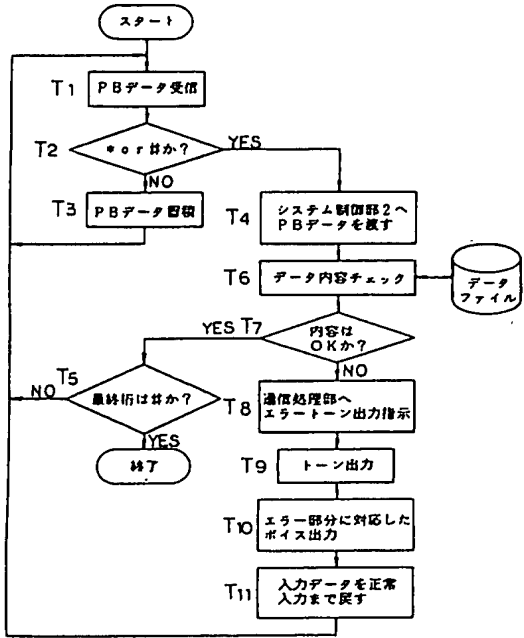 スタート
T1 PBデータ受信
T2 *or#か?
YES
NO
T3 PBデータ蓄積
T4 システム制御部2へ
PBデータを渡す
T6 データ内容チェック
データ
ファイル
YES T7 内容は
OKか?
NO
T5
NO 最終桁は#か?
YES
終了
T8 通信処理部へ
エラートーン出力指示
T9 トーン出力
T10 エラー部分に対応した
ボイス出力
T11 入力データを正常
入力まで戻す